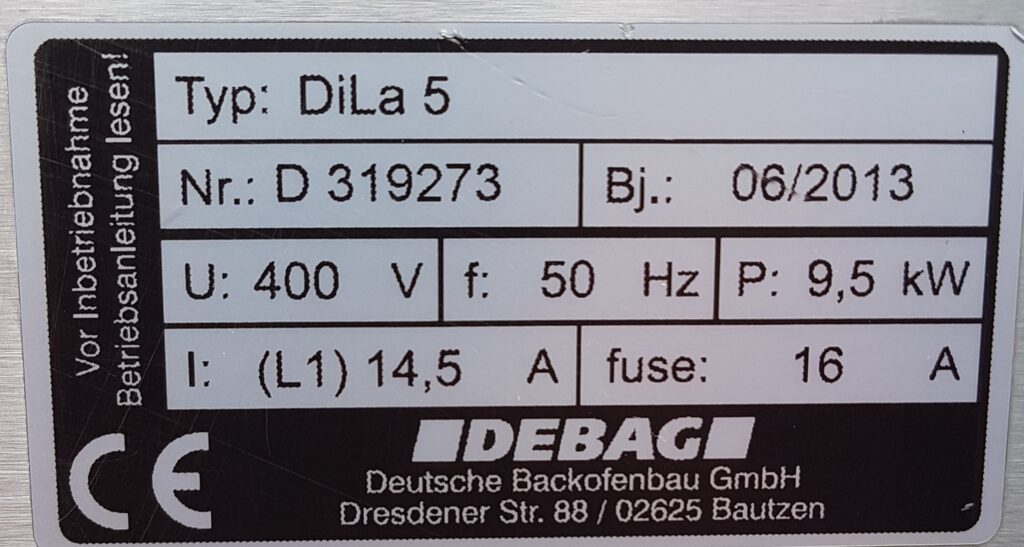 Vor Inbetriebnahme
Betriebsanleitung lesen!
Typ: DiLa 5
Nr.: D 319273 Bj.: 06/2013
U: 400 V f: 50 Hz P: 9,5 kW
I: (L1) 14,5 A fuse: 16 A
CE
DEBAG
Deutsche Backofenbau GmbH
Dresdener Str. 88 / 02625 Bautzen